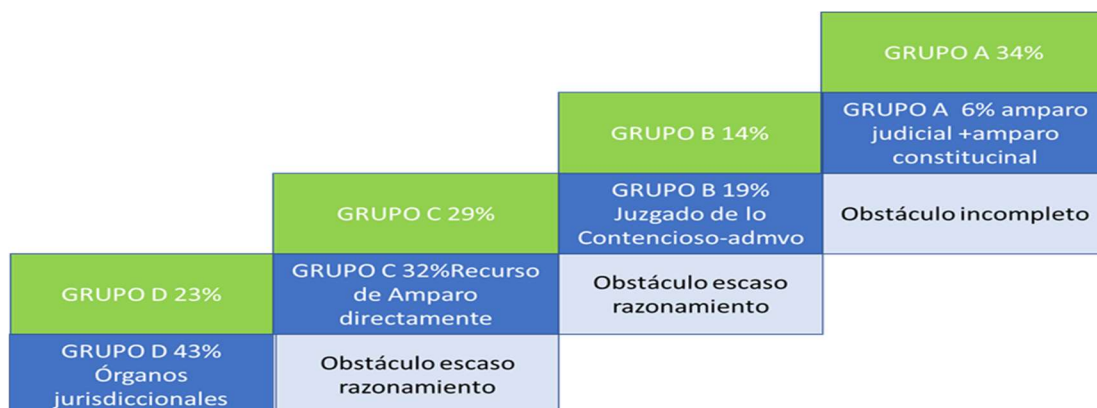 GRUPO A 34%
GRUPO A  6% amparo
judicial +amparo
constitucinal
Obstáculo incompleto
GRUPO B 14%
GRUPO B 19%
Juzgado de lo
Contencioso-admvo
Obstáculo escaso
razonamiento
GRUPO C 29%
GRUPO C 32%Recurso
de Amparo
directamente
Obstáculo escaso
razonamiento
GRUPO D 23%
GRUPO D 43%
Órganos
jurisdiccionales